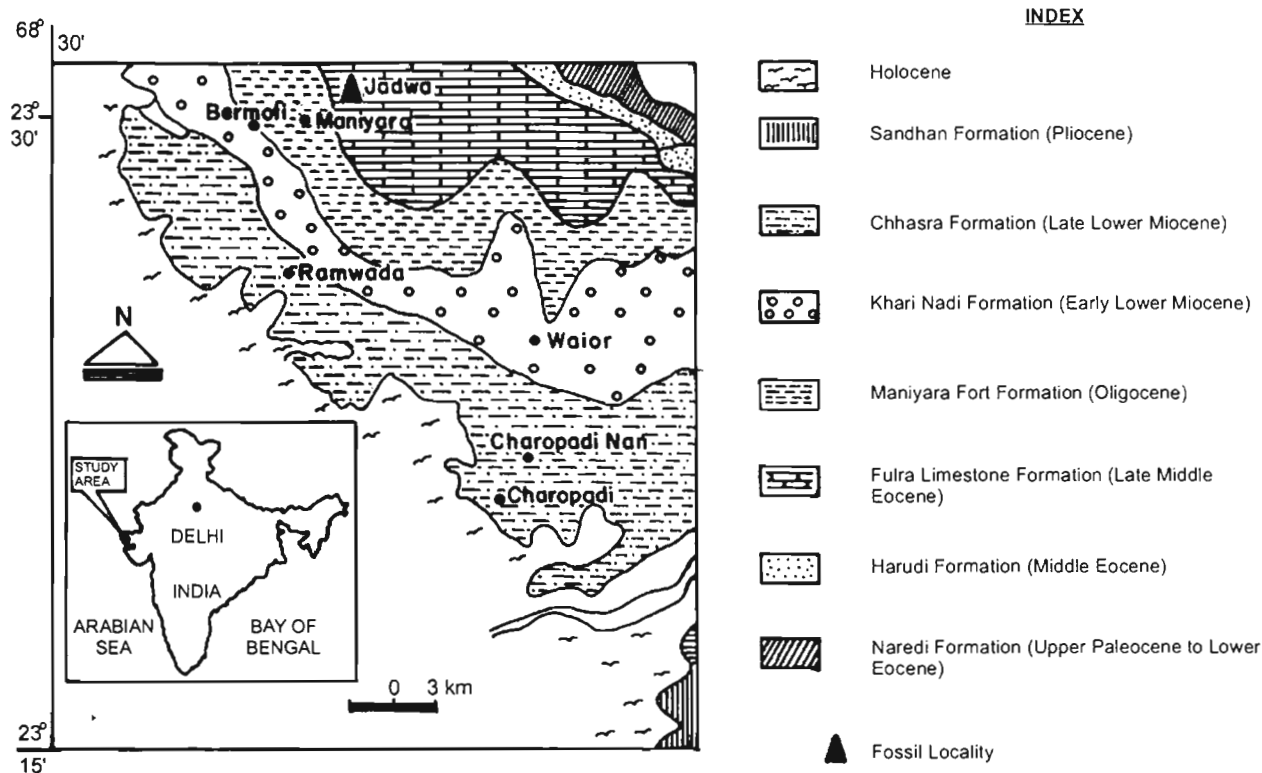 68°
30'
23°
30'
Jadwa
Bermoti
Maniyara
Ramwada
N
Waior
Charopadi Nan
Charopadi
STUDY
AREA
DELHI
INDIA
ARABIAN
SEA
BAY OF
BENGAL
0 3 km
23°
15'
INDEX
Holocene
Sandhan Formation (Pliocene)
Chhasra Formation (Late Lower Miocene)
Khari Nadi Formation (Early Lower Miocene)
Maniyara Fort Formation (Oligocene)
Fulra Limestone Formation (Late Middle
Eocene)
Harudi Formation (Middle Eocene)
Naredi Formation (Upper Paleocene to Lower
Eocene)
Fossil Locality